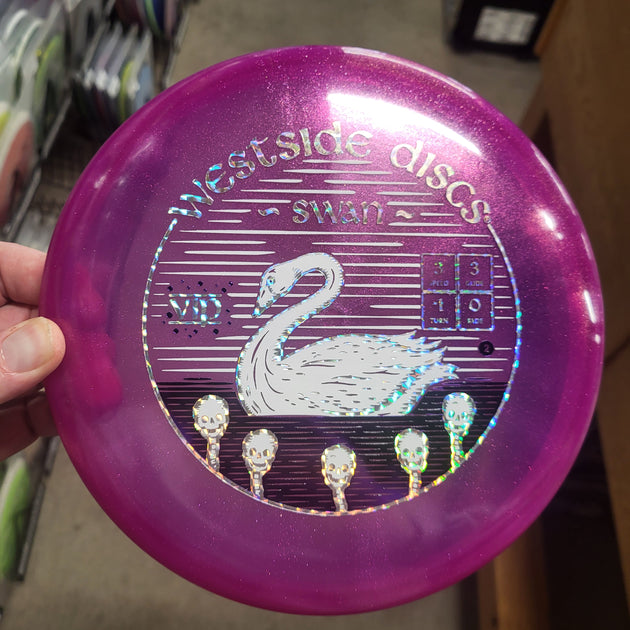 Westside Discs
~ Swan ~
VIP
3 3
SPEED GLIDE
-1 0
TURN FADE
2